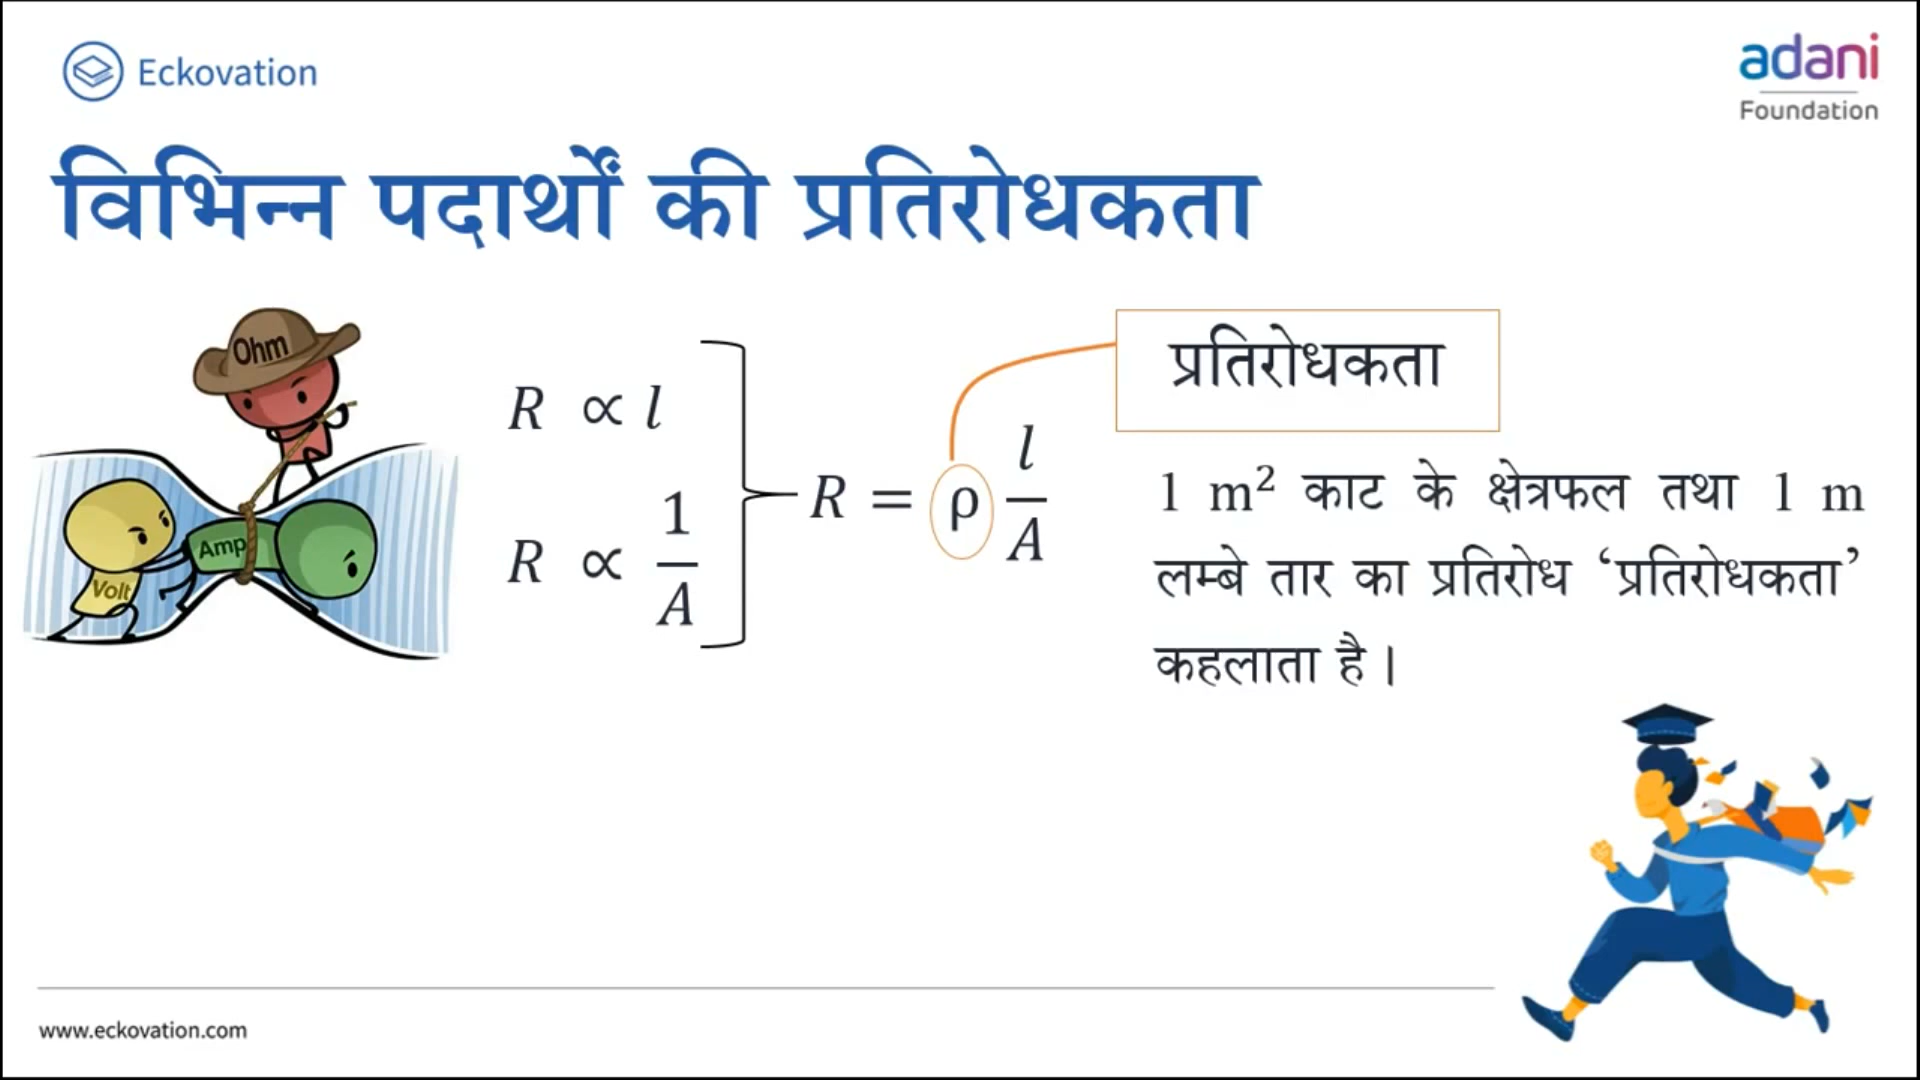 Eckovation
adani
Foundation
विभिन्न पदार्थों की प्रतिरोधकता
Ohm
Volt
Amp
R ∝ l
R ∝ 1/A
R = ρ l/A
प्रतिरोधकता
1 m² काट के क्षेत्रफल तथा 1 m
लम्बे तार का प्रतिरोध ‘प्रतिरोधकता’
कहलाता है।
www.eckovation.com